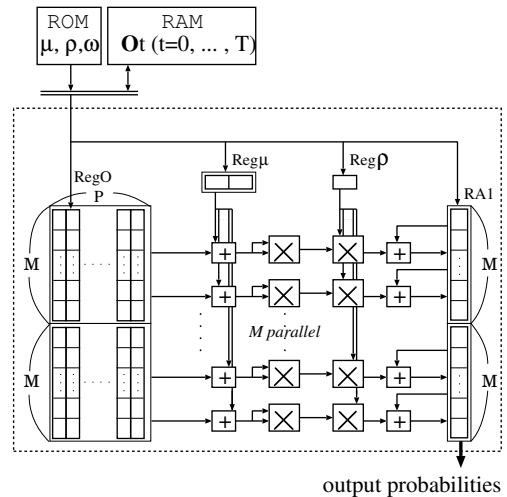 ROM
μ, ρ,ω
RAM
Ot (t=0, ... , T)
RegO
Regμ
Regρ
RA1
P
M
M
M
M
+
×
×
+
+
×
×
+
M parallel
+
×
×
+
+
×
×
+
output probabilities